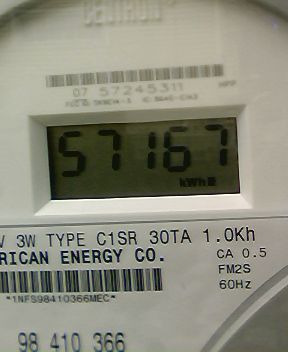 CENTRON
07 57245311
57167
kWh
V 3W TYPE C1SR 30TA 1.0Kh
RICAN ENERGY CO.
CA 0.5
FM2S
60Hz
*1NFS98410366MEC*
98 410 366